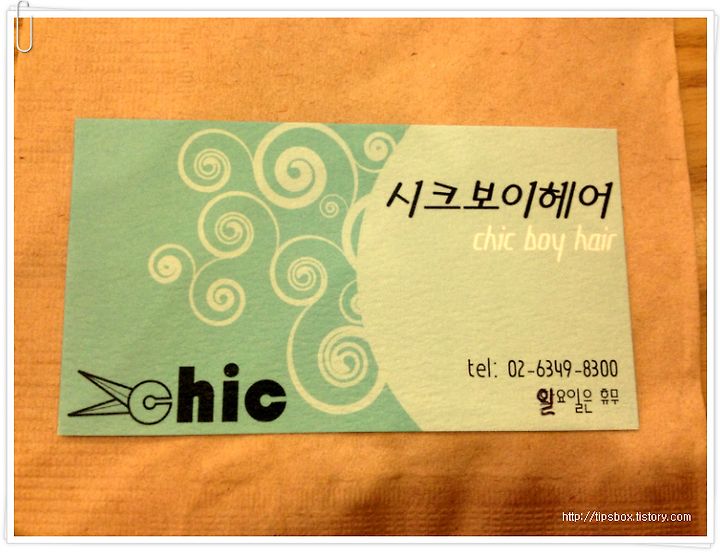 시크보이헤어
chic boy hair
chic
tel: 02-6349-8300
요일은 휴무
http://tipsbox.tistory.com